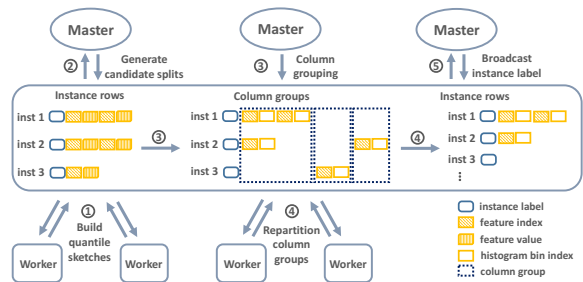 Master
Master
Master
② Generate candidate splits
③ Column grouping
⑤ Broadcast instance label
Instance rows
Column groups
Instance rows
inst 1
inst 2
inst 3
③
inst 1
inst 2
inst 3
④
inst 1
inst 2
inst 3
⋮
① Build quantile sketches
④ Repartition column groups
Worker
Worker
Worker
Worker
instance label
feature index
feature value
histogram bin index
column group